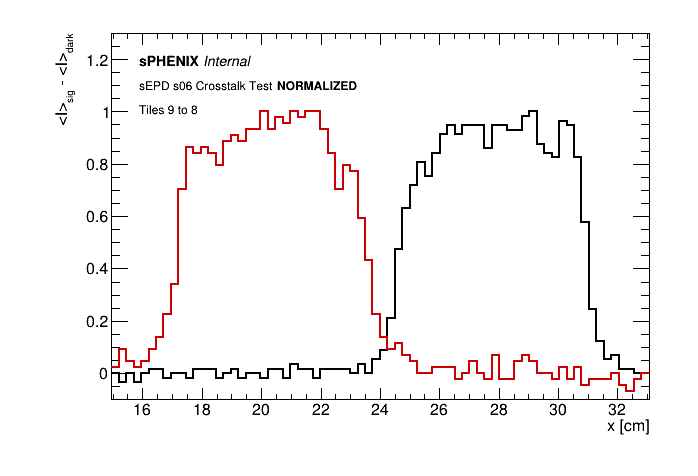 <I>sig - <I>dark
sPHENIX Internal
sEPD s06 Crosstalk Test NORMALIZED
Tiles 9 to 8
1.2
1
0.8
0.6
0.4
0.2
0
16 18 20 22 24 26 28 30 32
x [cm]